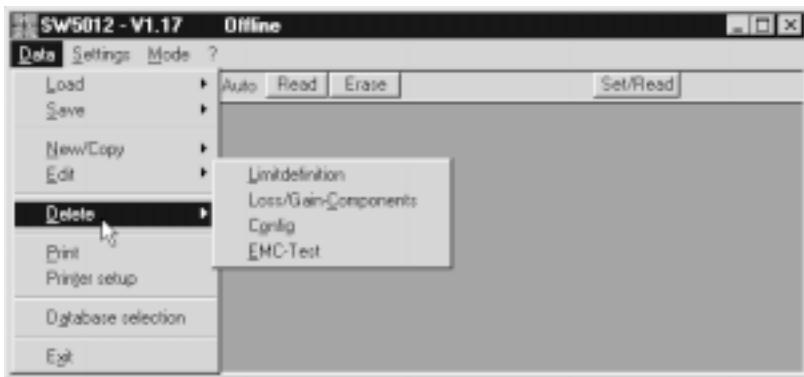 SW5012 - V1.17 Offline
Data Settings Mode ?
Load
Auto Read Erase Set/Read
Save
New/Copy
Edit
Limitdefinition
Loss/Gain-Components
Delete
Config
EMC-Test
Print
Printer setup
Database selection
Exit